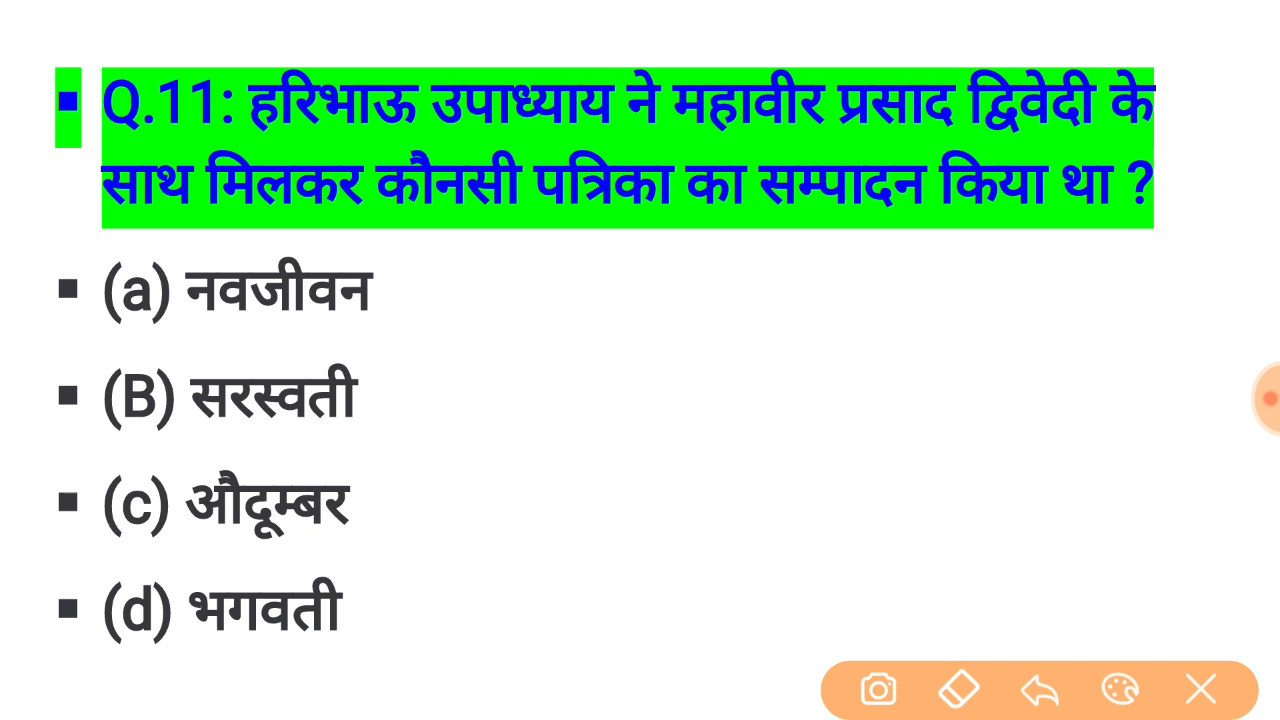 ▪ Q.11: हरिभाऊ उपाध्याय ने महावीर प्रसाद द्विवेदी के
साथ मिलकर कौनसी पत्रिका का सम्पादन किया था ?
▪ (a) नवजीवन
▪ (B) सरस्वती
▪ (c) औदूम्बर
▪ (d) भगवती